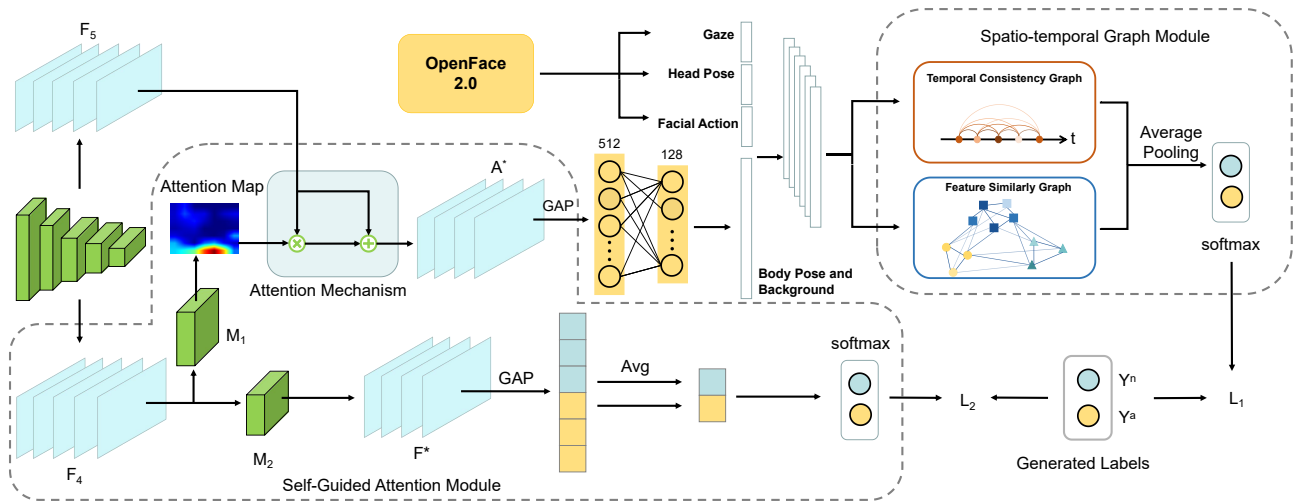 F5
OpenFace
2.0
Gaze
Head Pose
Facial Action
Spatio-temporal Graph Module
Temporal Consistency Graph
t
Average
Pooling
Feature Similarly Graph
softmax
Attention Map
A*
GAP
512
128
Attention Mechanism
Body Pose and
Background
M1
F4
M2
F*
GAP
Avg
softmax
L2
Yn
Ya
L1
Generated Labels
Self-Guided Attention Module